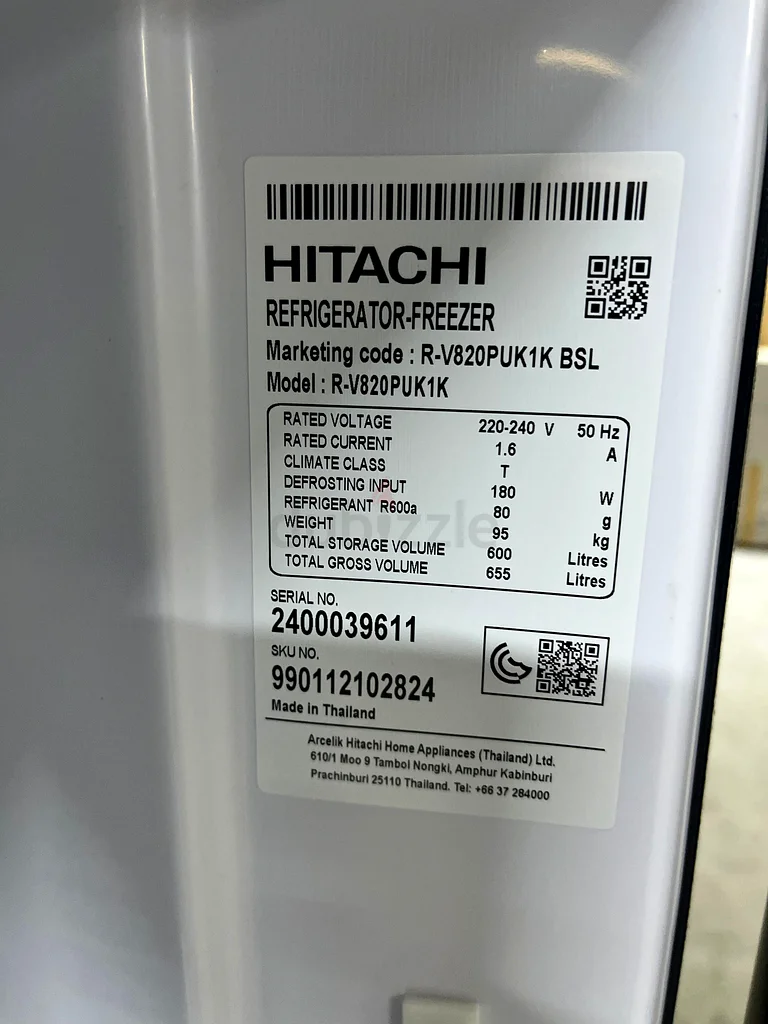 HITACHI
REFRIGERATOR-FREEZER
Marketing code : R-V820PUK1K BSL
Model : R-V820PUK1K
RATED VOLTAGE 220-240 V 50 Hz
RATED CURRENT 1.6 A
CLIMATE CLASS T
DEFROSTING INPUT 180 W
REFRIGERANT R600a 80 g
WEIGHT 95 kg
TOTAL STORAGE VOLUME 600 Litres
TOTAL GROSS VOLUME 655 Litres
dubizzle
SERIAL NO.
2400039611
SKU NO.
990112102824
Made in Thailand
Arcelik Hitachi Home Appliances (Thailand) Ltd.
610/1 Moo 9 Tambol Nongki, Amphur Kabinburi
Prachinburi 25110 Thailand. Tel: +66 37 284000